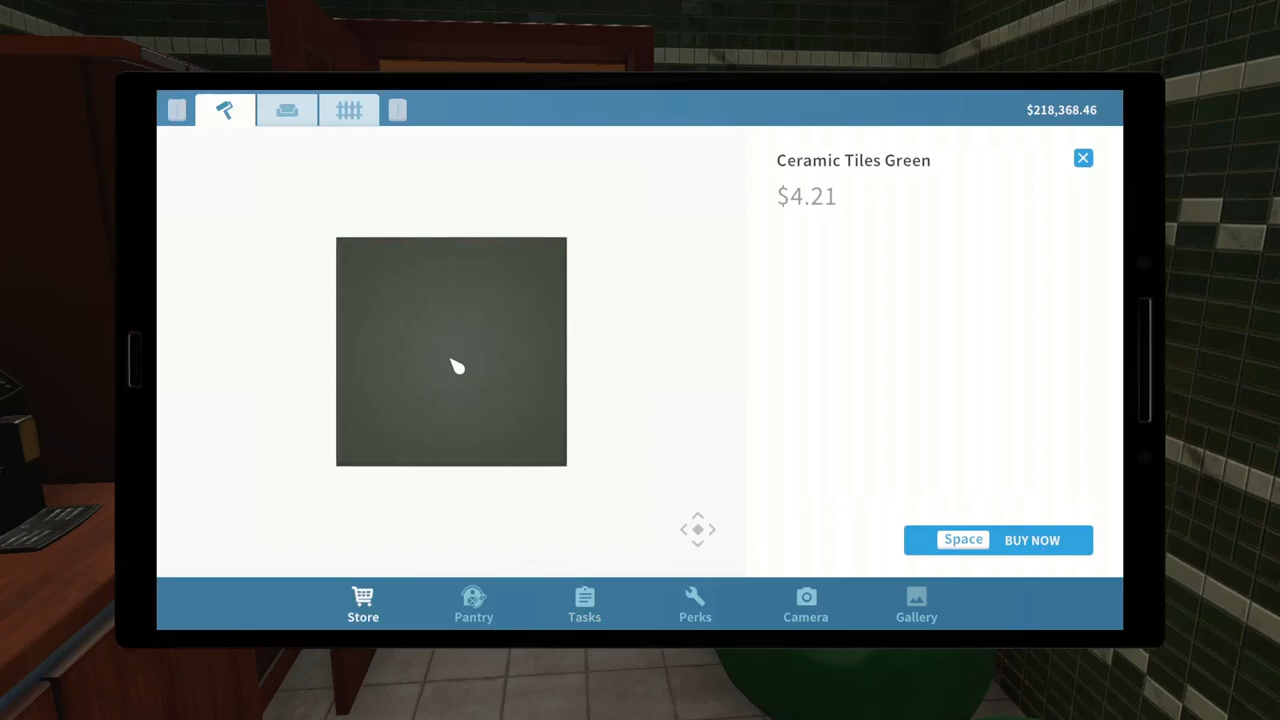 $218,368.46
Ceramic Tiles Green
$4.21
Space BUY NOW
Store Pantry Tasks Perks Camera Gallery